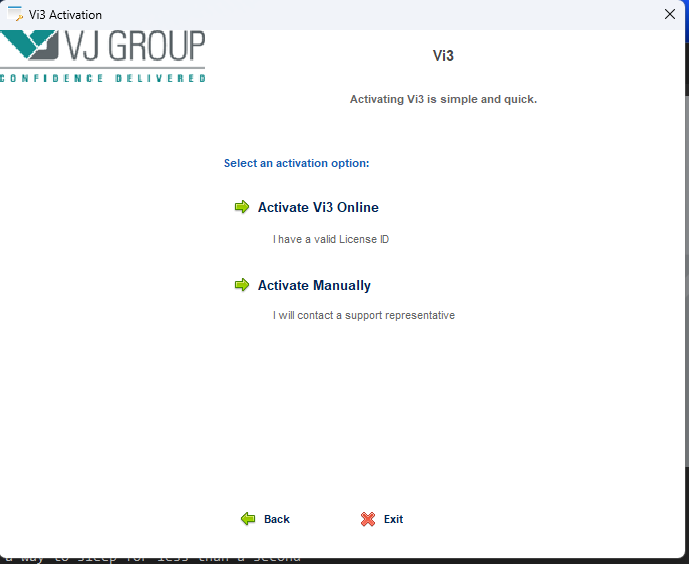 Vi3 Activation
VJ GROUP
CONFIDENCE DELIVERED
Vi3
Activating Vi3 is simple and quick.
Select an activation option:
Activate Vi3 Online
I have a valid License ID
Activate Manually
I will contact a support representative
Back
Exit
a way to sleep for less than a second